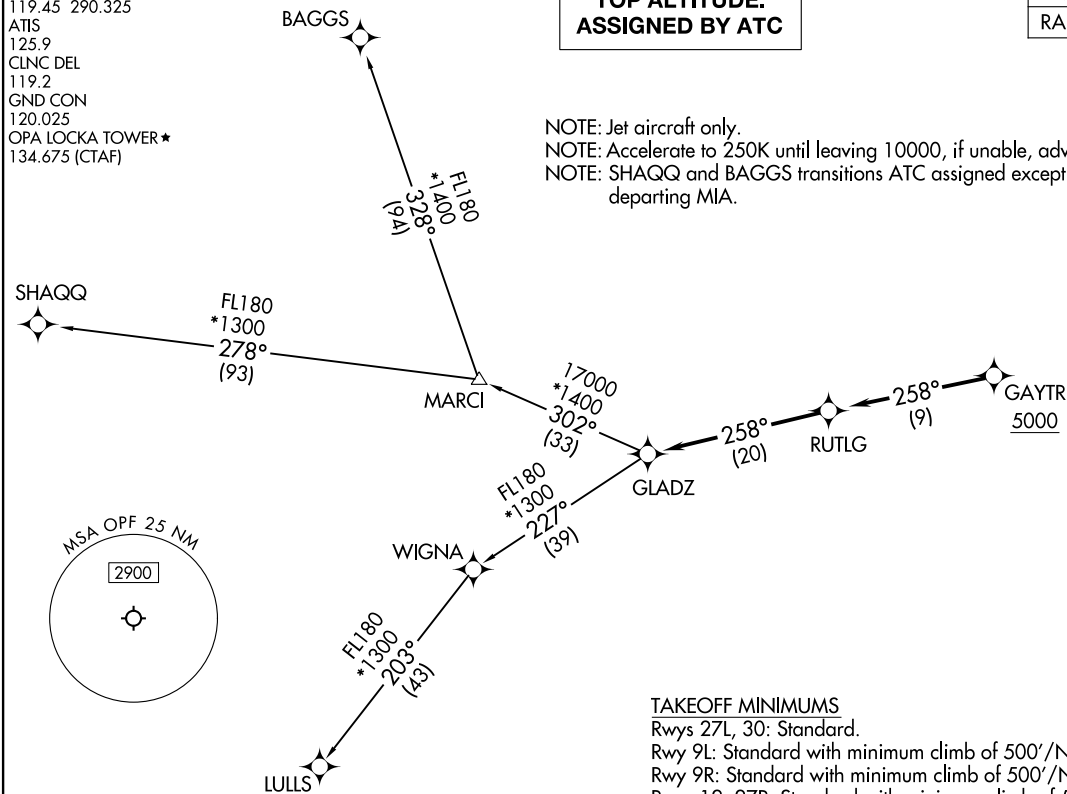 119.45 290.325
ATIS
125.9
CLNC DEL
119.2
GND CON
120.025
OPA LOCKA TOWER★
134.675 (CTAF)
TOP ALTITUDE:
ASSIGNED BY ATC
RA
NOTE: Jet aircraft only.
NOTE: Accelerate to 250K until leaving 10000, if unable, adv
NOTE: SHAQQ and BAGGS transitions ATC assigned except
departing MIA.
BAGGS
FL180
*1400
328°
(94)
SHAQQ
FL180
*1300
278°
(93)
MARCI
17000
*1400
302°
(33)
GLADZ
258°
(20)
RUTLG
258°
(9)
GAYTR
5000
FL180
*1300
227°
(39)
WIGNA
FL180
*1300
203°
(43)
LULLS
MSA OPF 25 NM
2900
TAKEOFF MINIMUMS
Rwys 27L, 30: Standard.
Rwy 9L: Standard with minimum climb of 500'/N
Rwy 9R: Standard with minimum climb of 500'/N